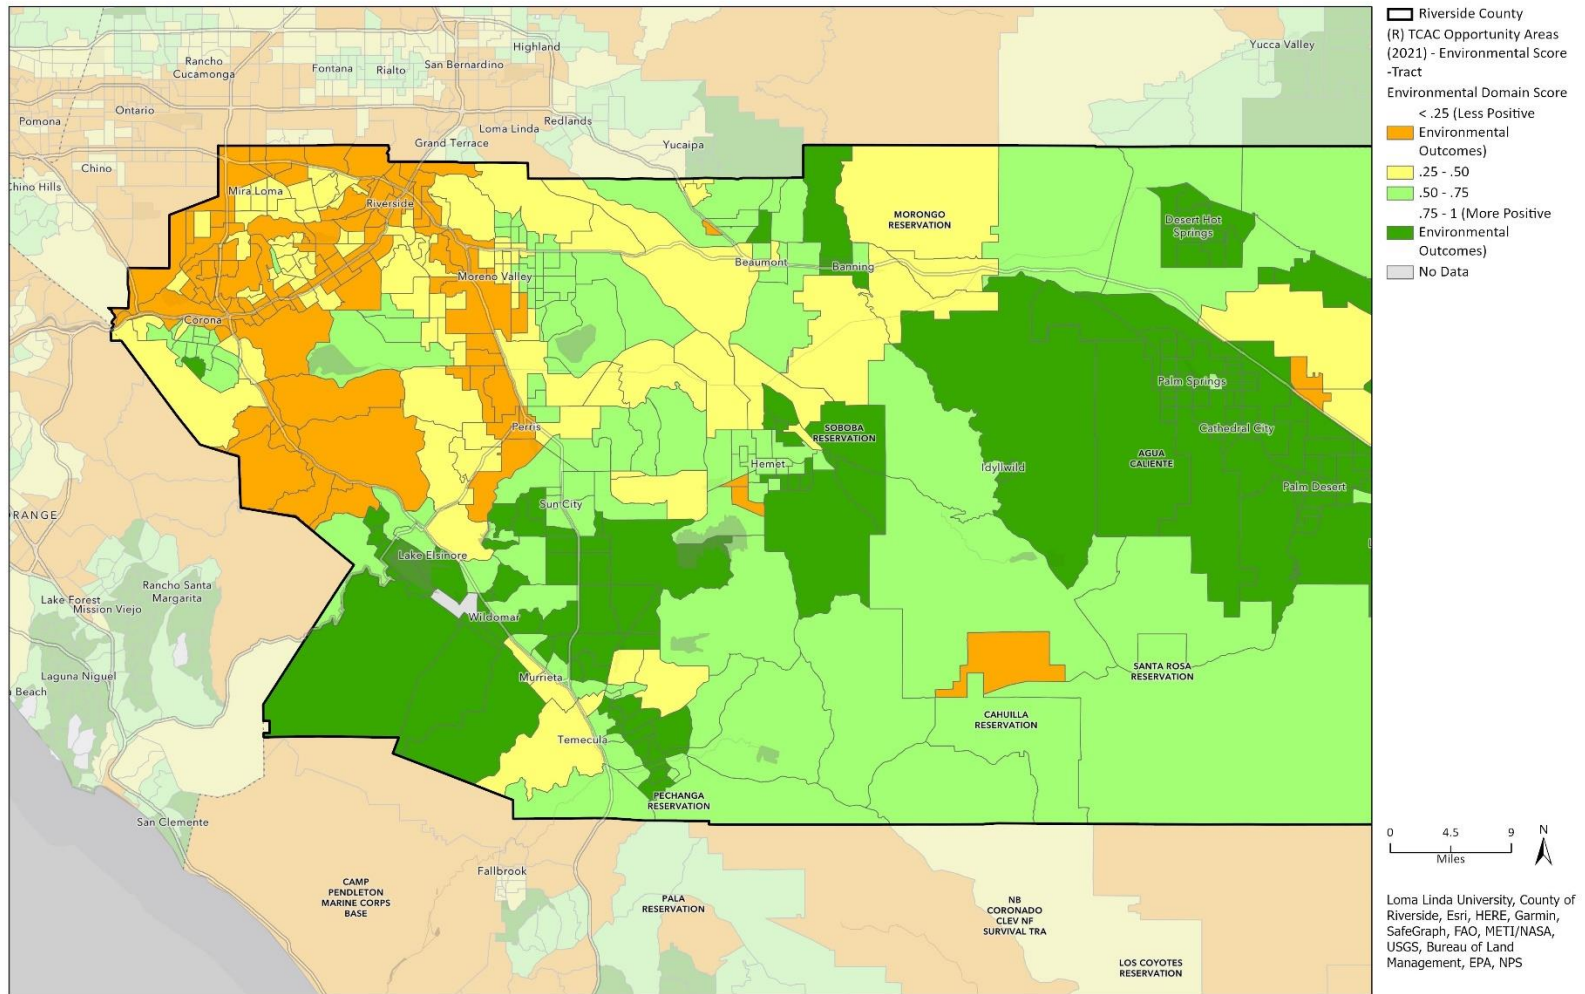 Rancho
Cucamonga
Fontana
Rialto
San Bernardino
Highland
Yucca Valley
Ontario
Pomona
Loma Linda
Redlands
Grand Terrace
Yucaipa
Chino
Chino Hills
Mira Loma
Riverside
MORONGO
RESERVATION
Desert Hot
Springs
Moreno Valley
Beaumont
Banning
Corona
Palm Springs
Perris
SOBOBA
RESERVATION
Cathedral City
Hemet
Idyllwild
AGUA
CALIENTE
Palm Desert
Sun City
RANGE
Lake Elsinore
Rancho Santa
Margarita
Lake Forest
Mission Viejo
Wildomar
Laguna Niguel
a Beach
Murrieta
SANTA ROSA
RESERVATION
CAHUILLA
RESERVATION
Temecula
PECHANGA
RESERVATION
San Clemente
Fallbrook
CAMP
PENDLETON
MARINE CORPS
BASE
PALA
RESERVATION
NB
CORONADO
CLEV NF
SURVIVAL TRA
LOS COYOTES
RESERVATION
Riverside County
(R) TCAC Opportunity Areas
(2021) - Environmental Score
-Tract
Environmental Domain Score
< .25 (Less Positive
Environmental
Outcomes)
.25 - .50
.50 - .75
.75 - 1 (More Positive
Environmental
Outcomes)
No Data
0 4.5 9
Miles
N
Loma Linda University, County of
Riverside, Esri, HERE, Garmin,
SafeGraph, FAO, METI/NASA,
USGS, Bureau of Land
Management, EPA, NPS